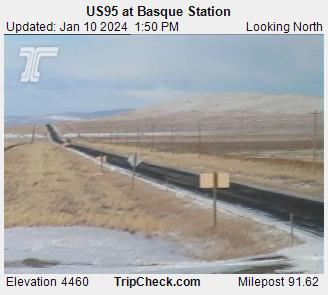 US95 at Basque Station
Updated: Jan 10 2024 1:50 PM Looking North
Elevation 4460 TripCheck.com Milepost 91.62